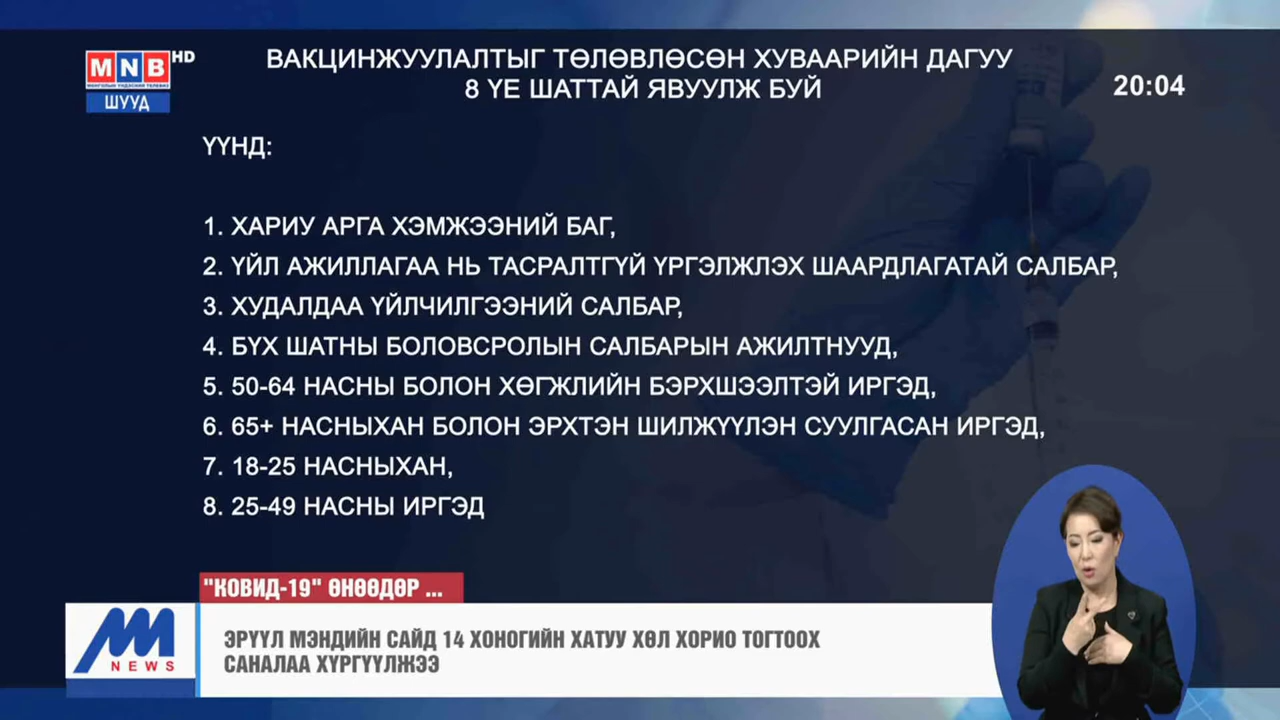 ВАКЦИНЖУУЛАЛТЫГ ТӨЛӨВЛӨСӨН ХУВААРИЙН ДАГУУ
8 ҮЕ ШАТТАЙ ЯВУУЛЖ БУЙ
MNB HD
МОНГОЛЫН ҮНДЭСНИЙ ТЕЛЕВИЗ
ШУУД
20:04
ҮҮНД:
1. ХАРИУ АРГА ХЭМЖЭЭНИЙ БАГ,
2. ҮЙЛ АЖИЛЛАГАА НЬ ТАСРАЛТГҮЙ ҮРГЭЛЖЛЭХ ШААРДЛАГАТАЙ САЛБАР,
3. ХУДАЛДАА ҮЙЛЧИЛГЭЭНИЙ САЛБАР,
4. БҮХ ШАТНЫ БОЛОВСРОЛЫН САЛБАРЫН АЖИЛТНУУД,
5. 50-64 НАСНЫ БОЛОН ХӨГЖЛИЙН БЭРХШЭЭЛТЭЙ ИРГЭД,
6. 65+ НАСНЫХАН БОЛОН ЭРХТЭН ШИЛЖҮҮЛЭН СУУЛГАСАН ИРГЭД,
7. 18-25 НАСНЫХАН,
8. 25-49 НАСНЫ ИРГЭД
"КОВИД-19" ӨНӨӨДӨР ...
ЭРҮҮЛ МЭНДИЙН САЙД 14 ХОНОГИЙН ХАТУУ ХӨЛ ХОРИО ТОГТООХ
САНАЛАА ХҮРГҮҮЛЖЭЭ
NEWS